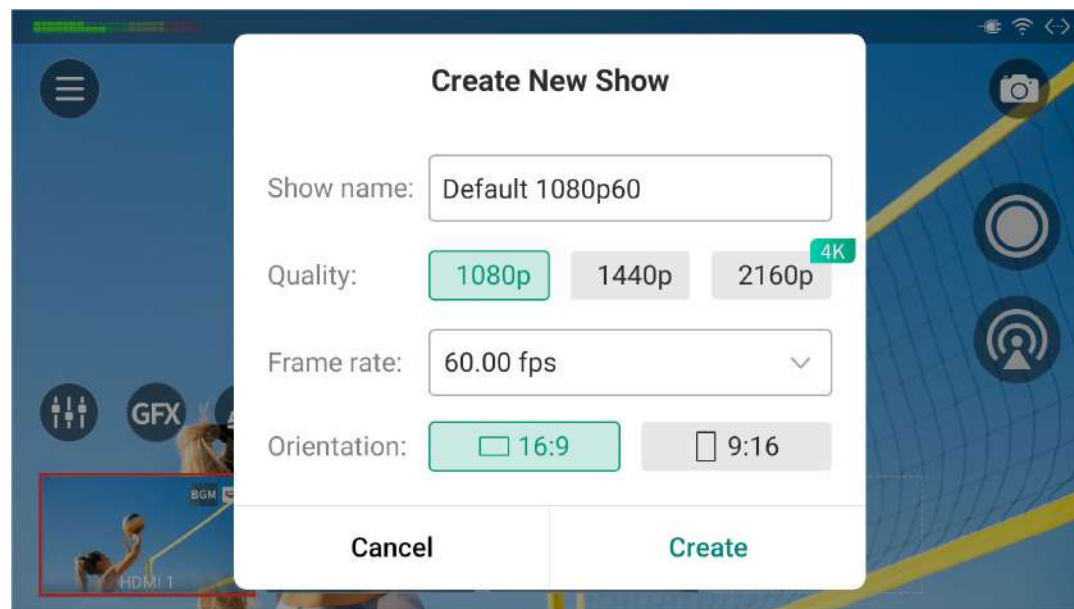 Create New Show
Show name: Default 1080p60
Quality: 1080p 1440p 2160p 4K
Frame rate: 60.00 fps
GFX
Orientation: 16:9 9:16
BGM
HDMI 1
Cancel Create